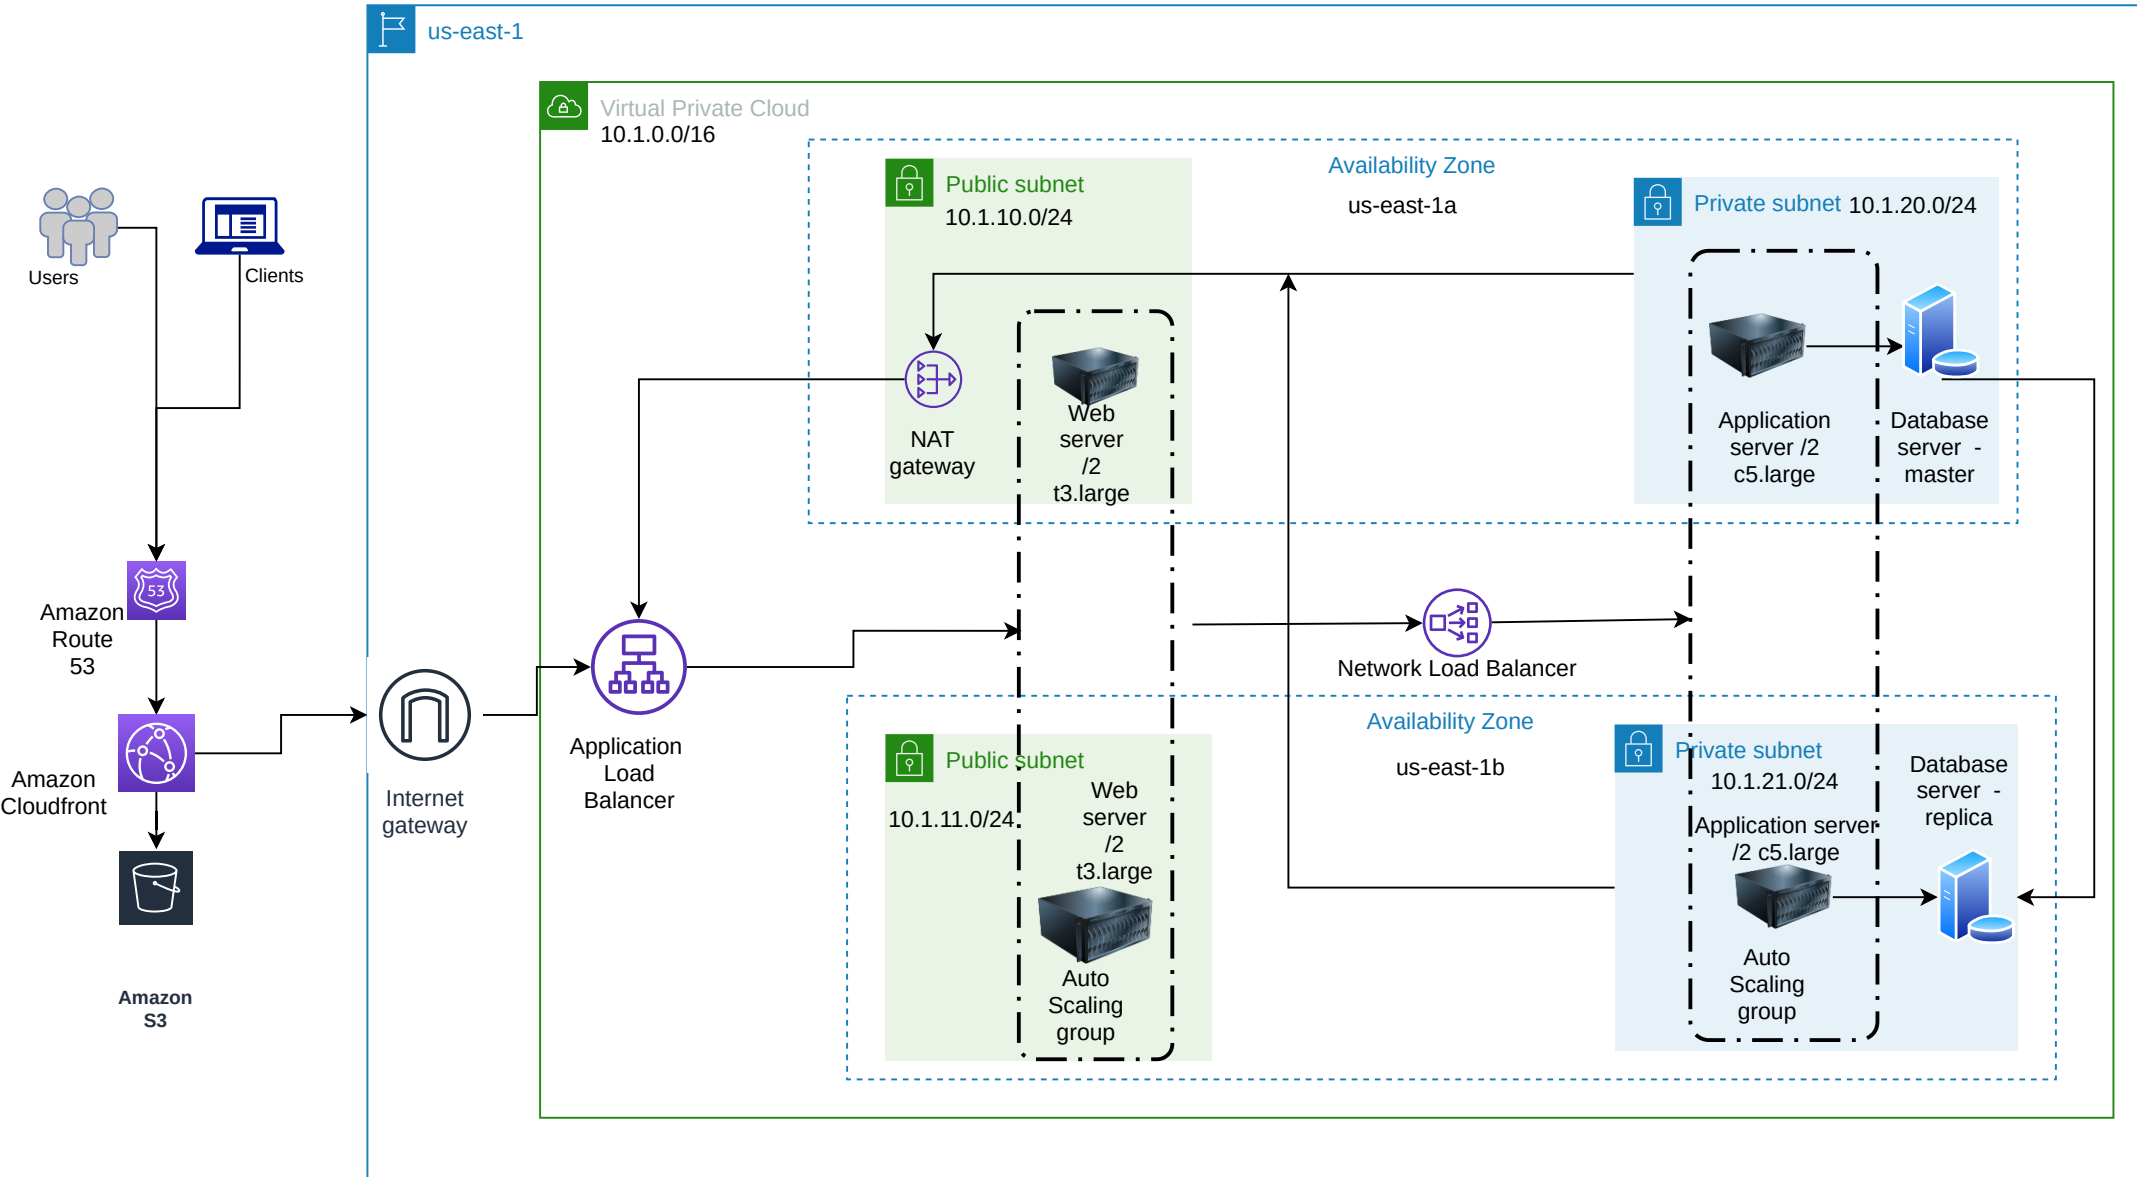 us-east-1
Virtual Private Cloud
10.1.0.0/16
Availability Zone
us-east-1a
Public subnet
10.1.10.0/24
Private subnet 10.1.20.0/24
Users
Clients
NAT
gateway
Web
server
/2
t3.large
Application
server /2
c5.large
Database
server -
master
53
Amazon
Route
53
Network Load Balancer
Amazon
Cloudfront
Internet
gateway
Application
Load
Balancer
Availability Zone
us-east-1b
Public subnet
10.1.11.0/24
Web
server
/2
t3.large
Auto
Scaling
group
Private subnet
10.1.21.0/24
Application server
/2 c5.large
Auto
Scaling
group
Database
server -
replica
Amazon
S3